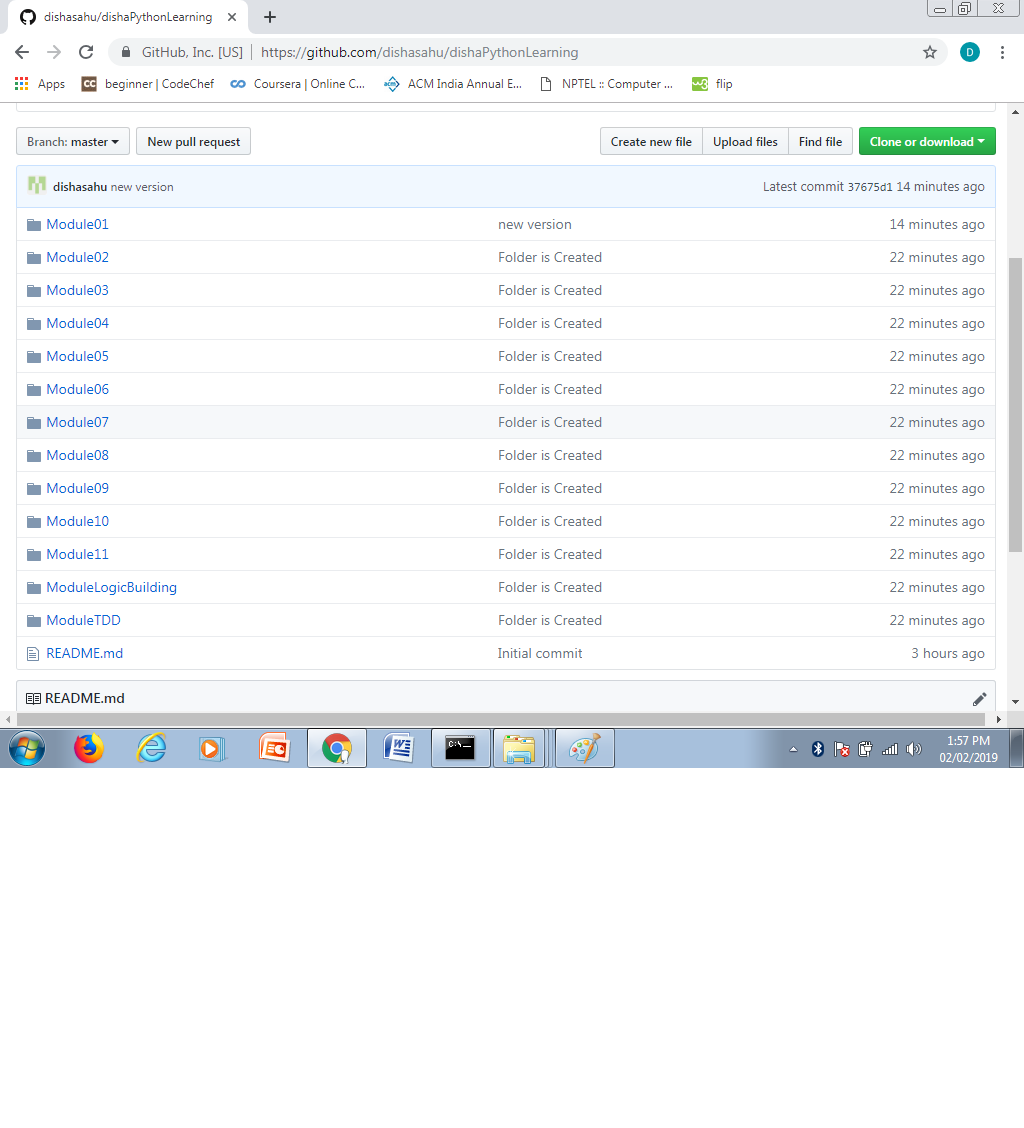 dishasahu/dishaPythonLearning
GitHub, Inc. [US] https://github.com/dishasahu/dishaPythonLearning D
Apps CC beginner | CodeChef Coursera | Online C... acm ACM India Annual E... NPTEL :: Computer ... w3 flip
Branch: master New pull request Create new file Upload files Find file Clone or download
dishasahu new version Latest commit 37675d1 14 minutes ago
Module01 new version 14 minutes ago
Module02 Folder is Created 22 minutes ago
Module03 Folder is Created 22 minutes ago
Module04 Folder is Created 22 minutes ago
Module05 Folder is Created 22 minutes ago
Module06 Folder is Created 22 minutes ago
Module07 Folder is Created 22 minutes ago
Module08 Folder is Created 22 minutes ago
Module09 Folder is Created 22 minutes ago
Module10 Folder is Created 22 minutes ago
Module11 Folder is Created 22 minutes ago
ModuleLogicBuilding Folder is Created 22 minutes ago
ModuleTDD Folder is Created 22 minutes ago
README.md Initial commit 3 hours ago
README.md
C:\. 1:57 PM
02/02/2019